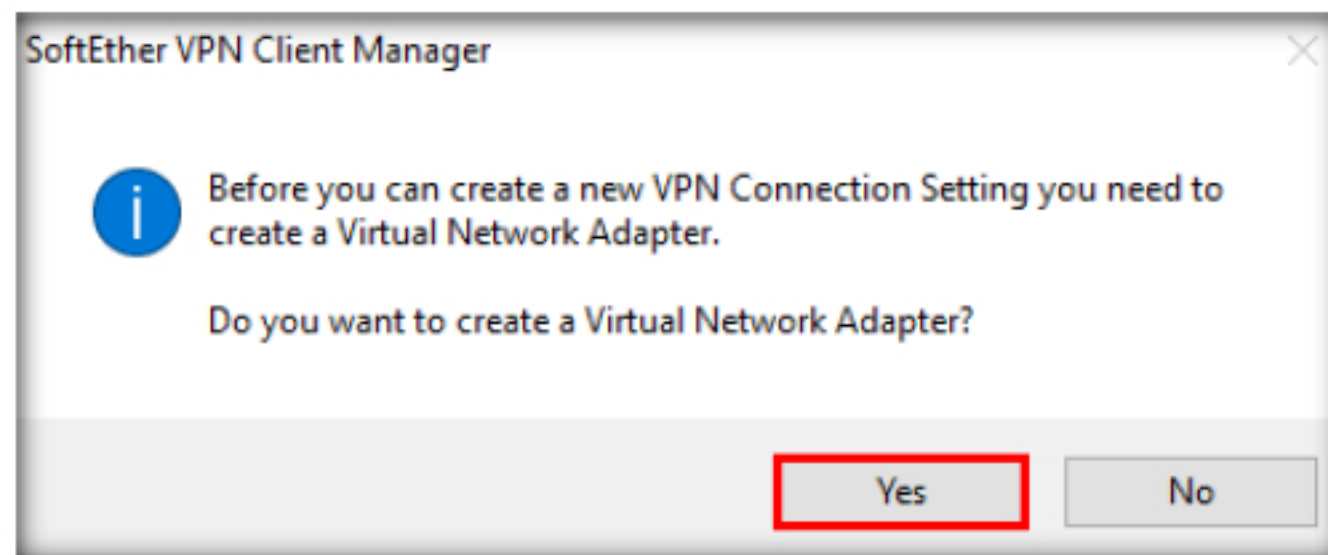 SoftEther VPN Client Manager
Before you can create a new VPN Connection Setting you need to
create a Virtual Network Adapter.
Do you want to create a Virtual Network Adapter?
Yes
No